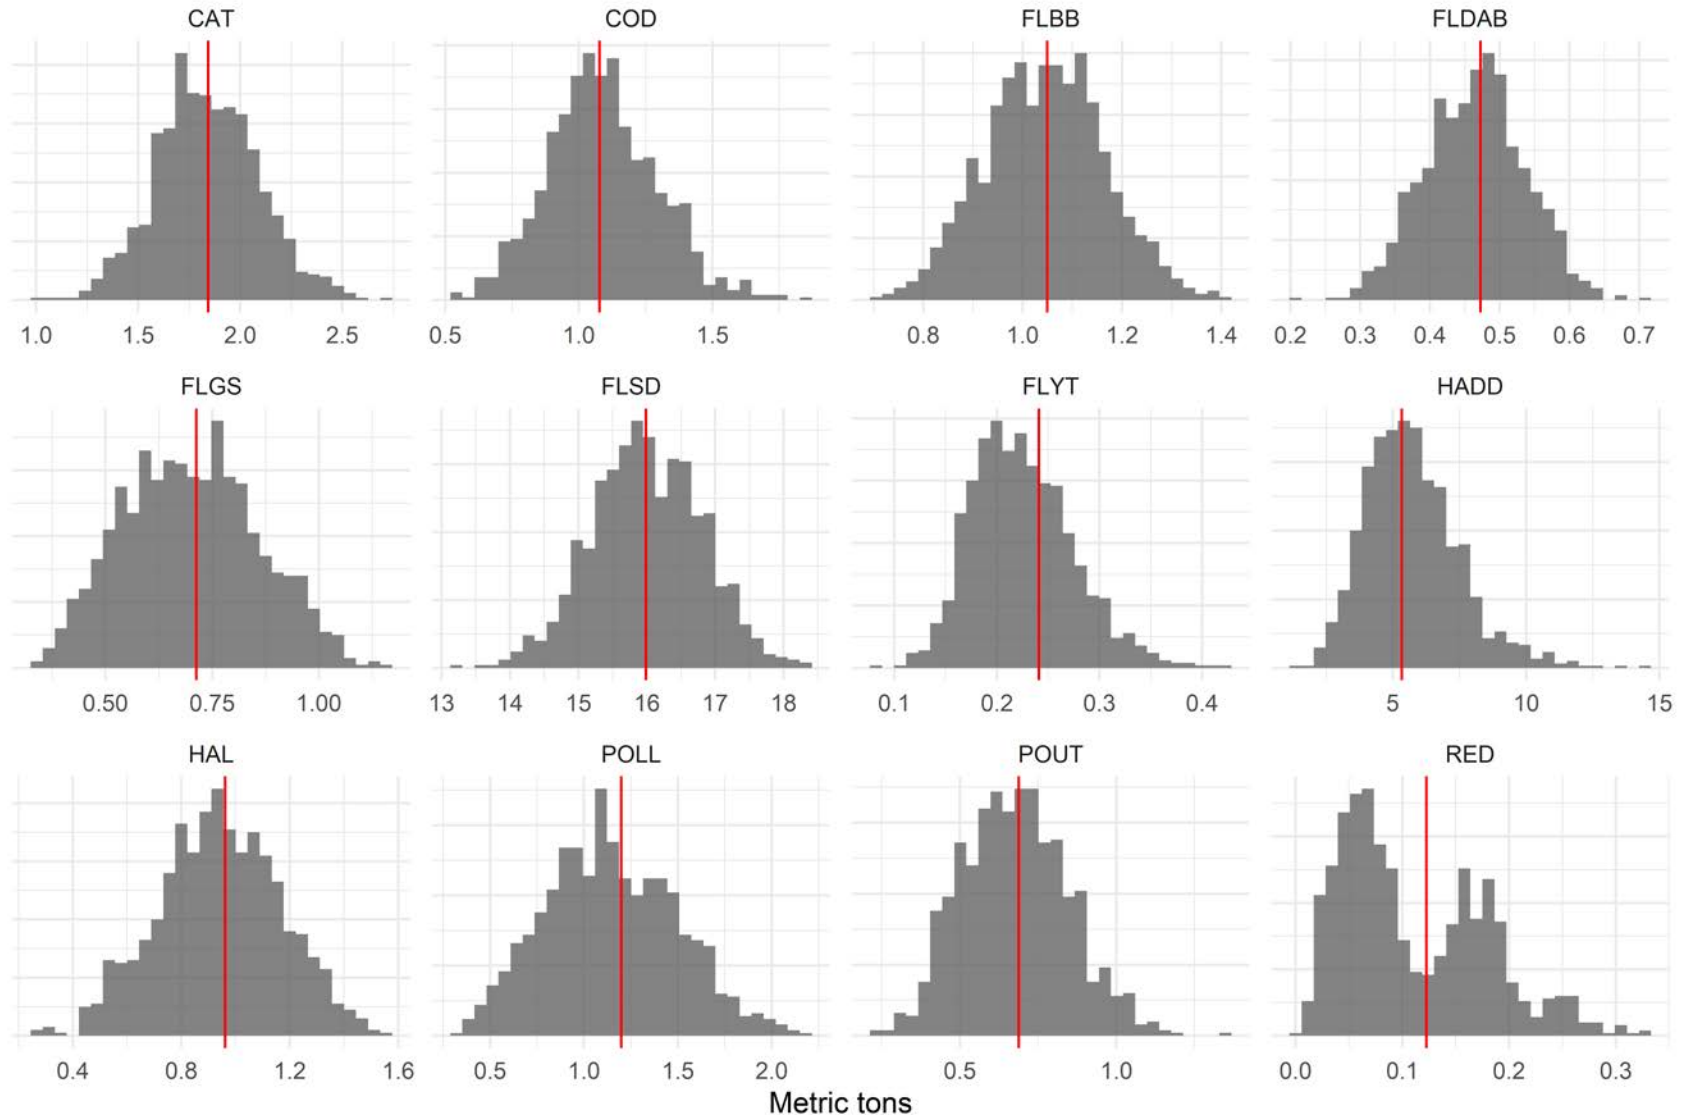 CAT COD FLBB FLDAB
1.0 1.5 2.0 2.5 0.5 1.0 1.5 0.8 1.0 1.2 1.4 0.2 0.3 0.4 0.5 0.6 0.7
FLGS FLSD FLYT HADD
0.50 0.75 1.00 13 14 15 16 17 18 0.1 0.2 0.3 0.4 5 10 15
HAL POLL POUT RED
0.4 0.8 1.2 1.6 0.5 1.0 1.5 2.0 0.5 1.0 0.0 0.1 0.2 0.3
Metric tons